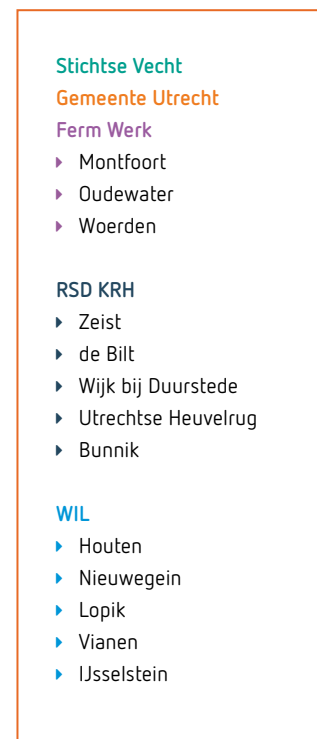 Stichtse Vecht
Gemeente Utrecht
Ferm Werk
Montfoort
Oudewater
Woerden
RSD KRH
Zeist
de Bilt
Wijk bij Duurstede
Utrechtse Heuvelrug
Bunnik
WIL
Houten
Nieuwegein
Lopik
Vianen
IJsselstein